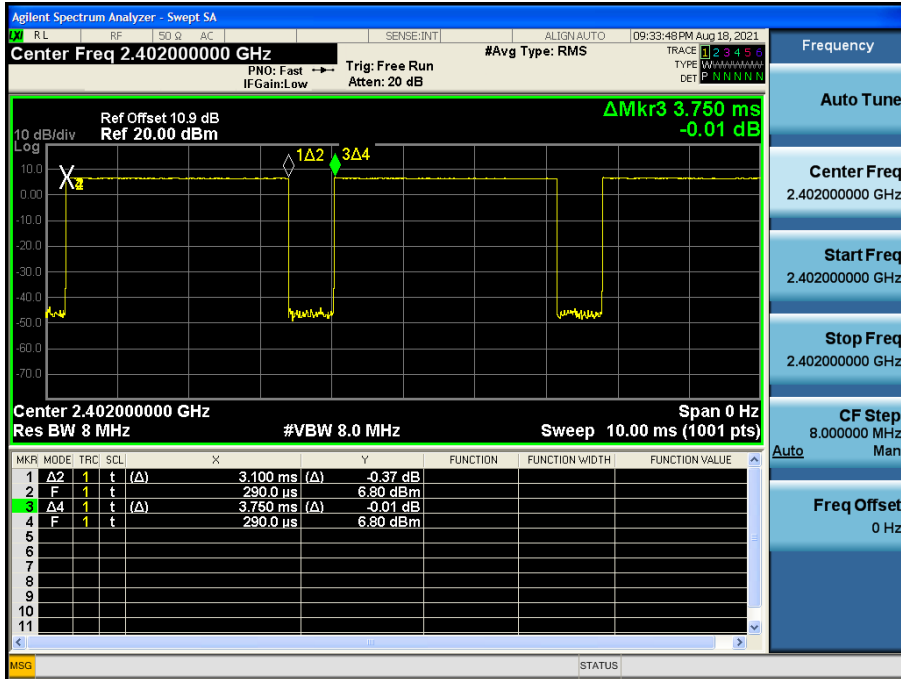 Agilent Spectrum Analyzer - Swept SA
LXI RL RF 50 Ω AC SENSE:INT ALIGN AUTO 09:33:48 PM Aug 18, 2021
Center Freq 2.402000000 GHz
#Avg Type: RMS
TRACE 1 2 3 4 5 6
TYPE WWWWWW
DET P N N N N N
PNO: Fast
IFGain:Low
Trig: Free Run
Atten: 20 dB
ΔMkr3 3.750 ms
-0.01 dB
Ref Offset 10.9 dB
10 dB/div Ref 20.00 dBm
Log
1Δ2 3Δ4
10.0
0.00
-10.0
-20.0
-30.0
-40.0
-50.0
-60.0
-70.0
Center 2.402000000 GHz Span 0 Hz
Res BW 8 MHz #VBW 8.0 MHz Sweep 10.00 ms (1001 pts)
MKR MODE TRC SCL X Y FUNCTION FUNCTION WIDTH FUNCTION VALUE
1 Δ2 1 t (Δ) 3.100 ms (Δ) -0.37 dB
2 F 1 t 290.0 µs 6.80 dBm
3 Δ4 1 t (Δ) 3.750 ms (Δ) -0.01 dB
4 F 1 t 290.0 µs 6.80 dBm
5
6
7
8
9
10
11
MSG STATUS
Frequency
Auto Tune
Center Freq
2.402000000 GHz
Start Freq
2.402000000 GHz
Stop Freq
2.402000000 GHz
CF Step
8.000000 MHz
Auto Man
Freq Offset
0 Hz